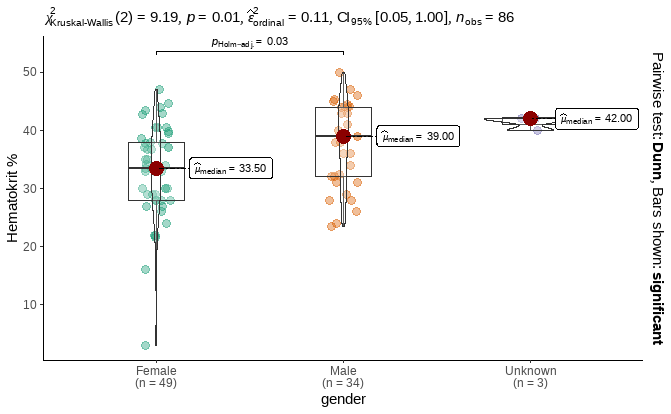 χ²Kruskal-Wallis (2) = 9.19, p = 0.01, ε̂²ordinal = 0.11, CI95% [0.05, 1.00], nobs = 86
pHolm-adj. = 0.03
Hematokrit %
50
40
30
20
10
μ̂median = 33.50
μ̂median = 39.00
μ̂median = 42.00
Female
(n = 49)
Male
(n = 34)
Unknown
(n = 3)
gender
Pairwise test: Dunn, Bars shown: significant